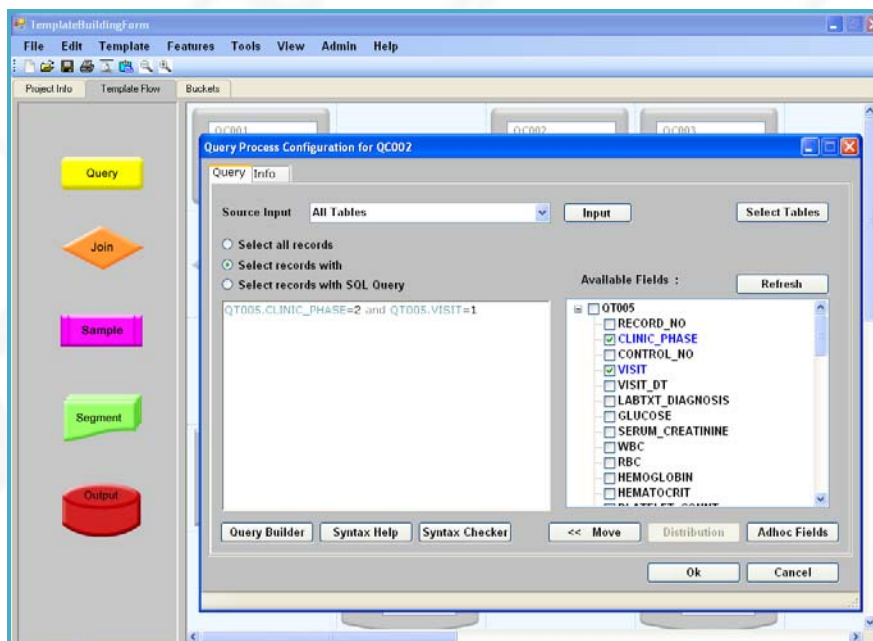 TemplateBuildingForm
File Edit Template Features Tools View Admin Help
Project Info Template Flow Buckets
QC001 QC002 QC003
Query
Join
Sample
Segment
Output
Query Process Configuration for QC002
Query Info
Source Input All Tables Input Select Tables
Select all records
Select records with
Select records with SQL Query
Available Fields : Refresh
QT005.CLINIC_PHASE=2 and QT005.VISIT=1
QT005
RECORD_NO
CLINIC_PHASE
CONTROL_NO
VISIT
VISIT_DT
LABTXT_DIAGNOSIS
GLUCOSE
SERUM_CREATININE
WBC
RBC
HEMOGLOBIN
HEMATOCRIT
PLATELET_COUNT
Query Builder Syntax Help Syntax Checker << Move Distribution Adhoc Fields
Ok Cancel